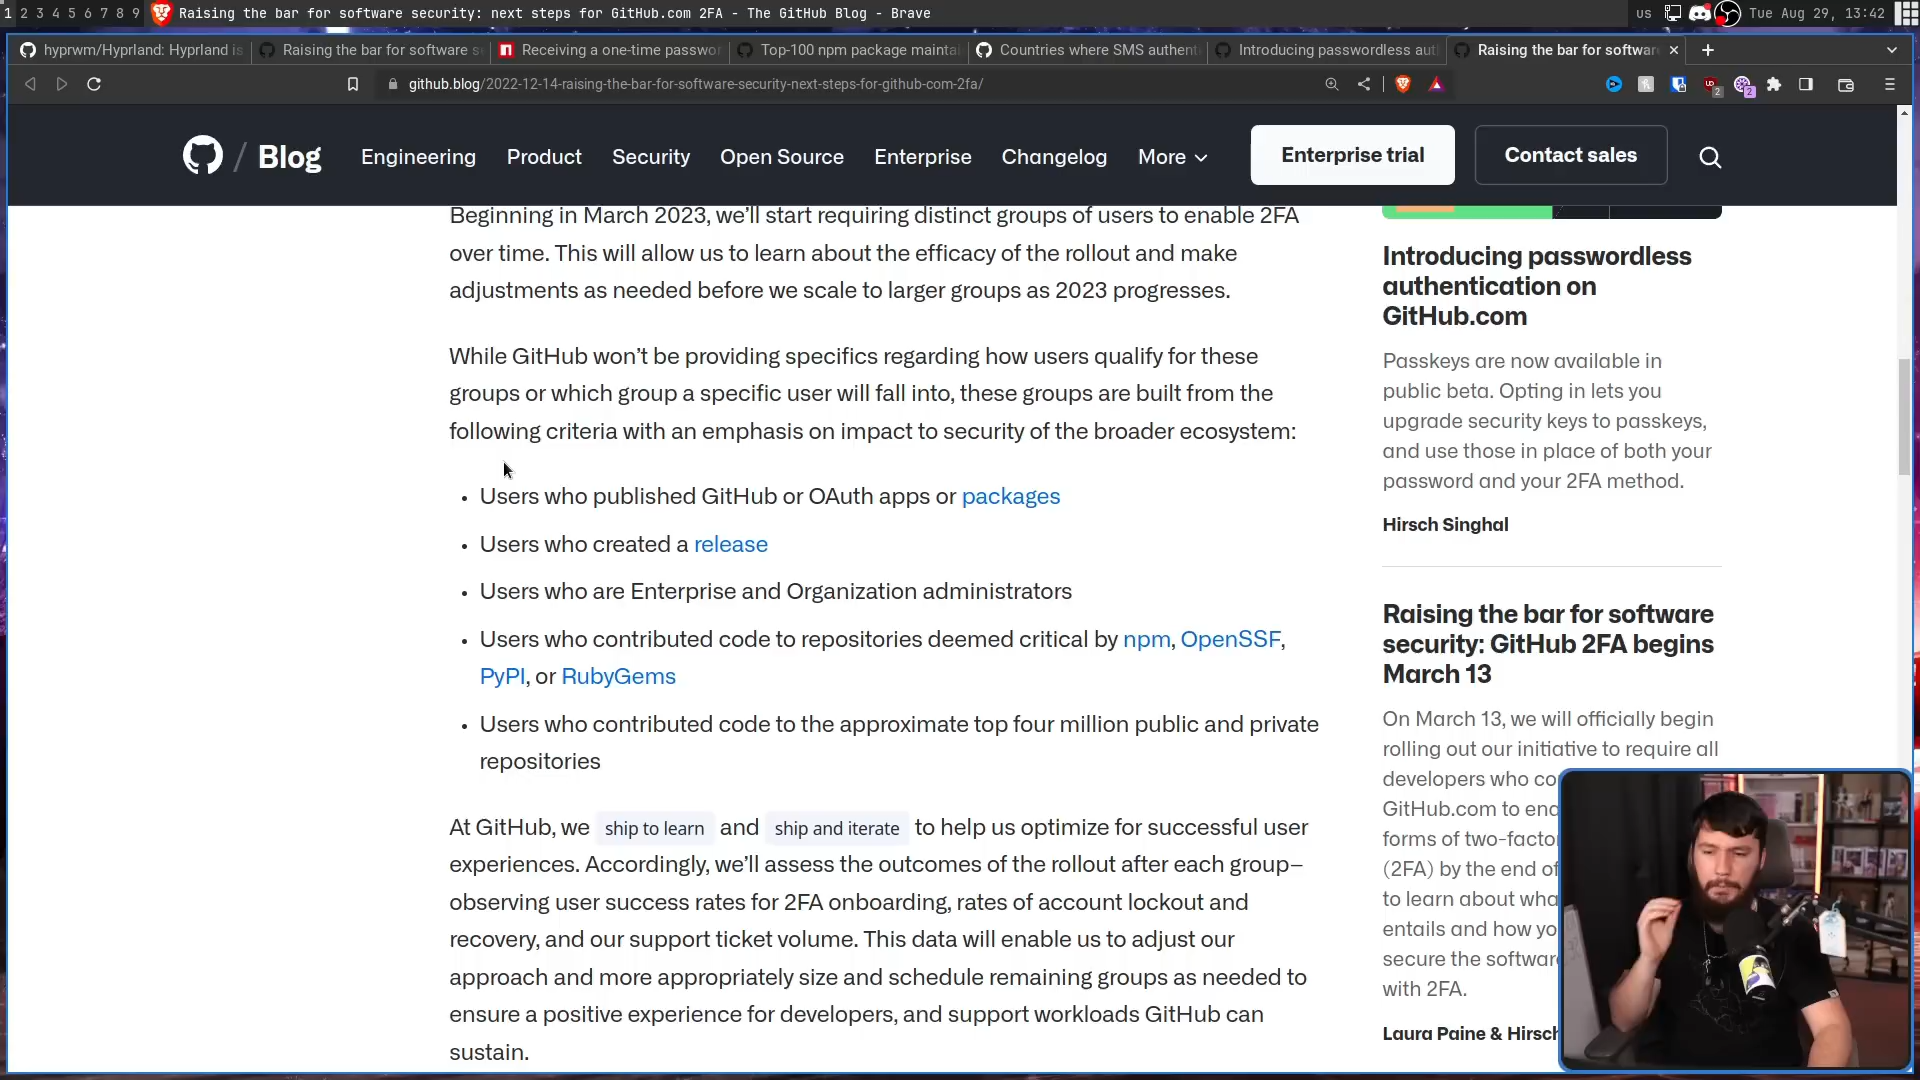 1 2 3 4 5 6 7 8 9 Raising the bar for software security: next steps for GitHub.com 2FA - The GitHub Blog - Brave us Tue Aug 29, 13:42
hyprwm/Hyprland: Hyprland is Raising the bar for software s Receiving a one-time passwo Top-100 npm package mainta Countries where SMS authent Introducing passwordless aut Raising the bar for softwar
github.blog/2022-12-14-raising-the-bar-for-software-security-next-steps-for-github-com-2fa/ 2 2
/ Blog Engineering Product Security Open Source Enterprise Changelog More Enterprise trial Contact sales
Beginning in March 2023, we’ll start requiring distinct groups of users to enable 2FA
over time. This will allow us to learn about the efficacy of the rollout and make
adjustments as needed before we scale to larger groups as 2023 progresses.
While GitHub won’t be providing specifics regarding how users qualify for these
groups or which group a specific user will fall into, these groups are built from the
following criteria with an emphasis on impact to security of the broader ecosystem:
• Users who published GitHub or OAuth apps or packages
• Users who created a release
• Users who are Enterprise and Organization administrators
• Users who contributed code to repositories deemed critical by npm, OpenSSF,
PyPI, or RubyGems
• Users who contributed code to the approximate top four million public and private
repositories
At GitHub, we ship to learn and ship and iterate to help us optimize for successful user
experiences. Accordingly, we’ll assess the outcomes of the rollout after each group–
observing user success rates for 2FA onboarding, rates of account lockout and
recovery, and our support ticket volume. This data will enable us to adjust our
approach and more appropriately size and schedule remaining groups as needed to
ensure a positive experience for developers, and support workloads GitHub can
sustain.
Introducing passwordless
authentication on
GitHub.com
Passkeys are now available in
public beta. Opting in lets you
upgrade security keys to passkeys,
and use those in place of both your
password and your 2FA method.
Hirsch Singhal
Raising the bar for software
security: GitHub 2FA begins
March 13
On March 13, we will officially begin
rolling out our initiative to require all
developers who co
GitHub.com to ena
forms of two-facto
(2FA) by the end of
to learn about wha
entails and how yo
secure the software
with 2FA.
Laura Paine & Hirsch